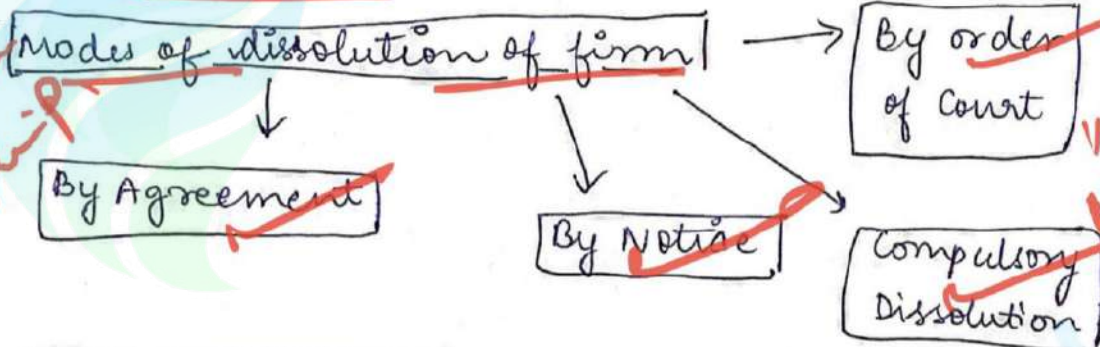 Modes of dissolution of firm
By order
of Court
By Agreement
By Notice
Compulsory
Dissolution